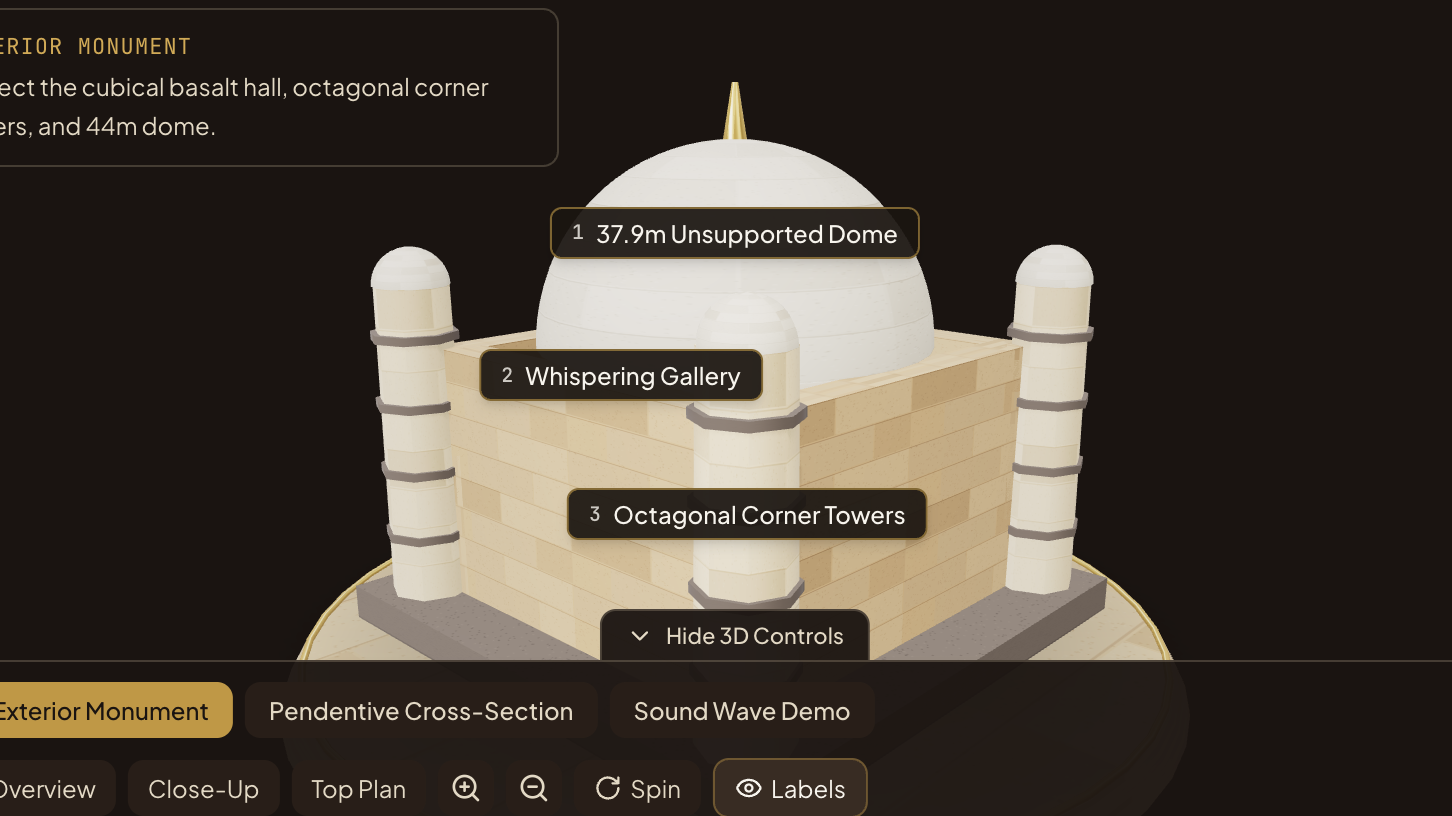 ERIOR MONUMENT
ect the cubical basalt hall, octagonal corner
ers, and 44m dome.
1 37.9m Unsupported Dome
2 Whispering Gallery
3 Octagonal Corner Towers
Hide 3D Controls
Exterior Monument Pendentive Cross-Section Sound Wave Demo
Overview Close-Up Top Plan Spin Labels